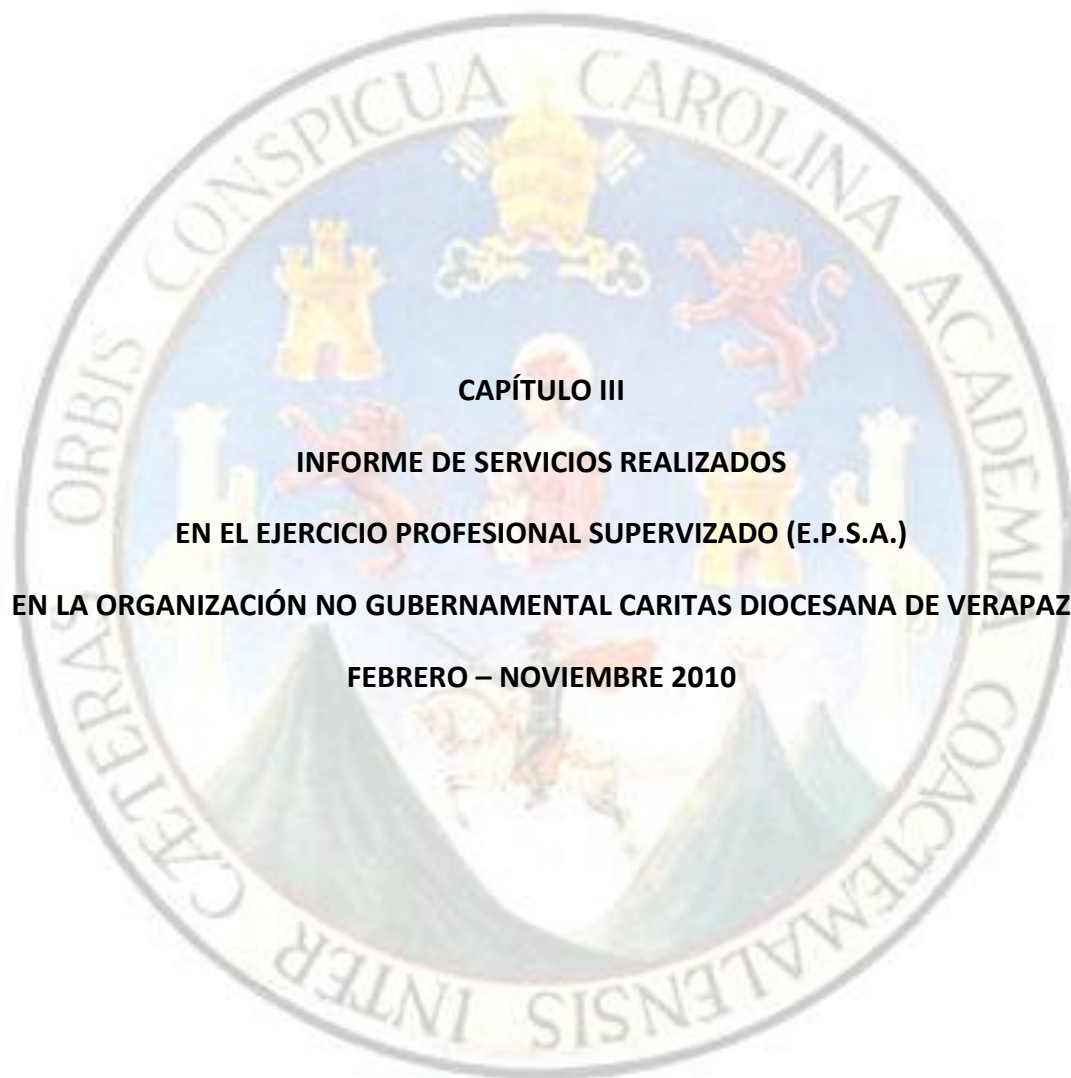 CAPÍTULO III
INFORME DE SERVICIOS REALIZADOS
EN EL EJERCICIO PROFESIONAL SUPERVIZADO (E.P.S.A.)
EN LA ORGANIZACIÓN NO GUBERNAMENTAL CARITAS DIOCESANA DE VERAPAZ
FEBRERO – NOVIEMBRE 2010
CÆTERAS ORBIS CONSPICUA CAROLINA ACADEMIA COACTEMALENSIS INTER